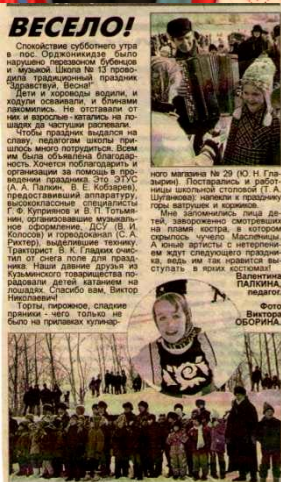 ВЕСЕЛО!
Спокойствие субботнего утра
в пос. Орджоникидзе было
нарушено перезвоном бубенцов
и музыкой. Школа № 13 прово-
дила традиционный праздник
"Здравствуй, Весна!"
Дети и хороводы водили, и
ходули осваивали, и блинами
лакомились. Не отставали от
них и взрослые - катались на ло-
шадях да частушки распевали.
Чтобы праздник выдался на
славу, педагогам школы при-
шлось много потрудиться. Всем
им была объявлена благодар-
ность. Хочется поблагодарить и
организации за помощь в про-
ведении праздника. Это ЭТУС
(А. А. Палкин, В. Е. Кобзарев),
предоставивший аппаратуру,
высококлассные специалисты
Г. Ф. Куприянов и В. П. Тотьмя-
нин, организовавшие музыкаль-
ное оформление, ДСУ (В. И.
Колосов) и горводоканал (С. А.
Рихтер), выделившие технику.
Тракторист В. К. Гладких очис-
тил от снега поле для празд-
ника. Наши давние друзья из
Кузьминского товарищества по-
радовали детей катанием на
лошадях. Спасибо вам, Виктор
Николаевич!
Торты, пирожное, сладкие
пряники - чего только не
было на прилавках кулинар-
ного магазина № 29 (Ю. Н. Гла-
зырин). Постарались и работ-
ницы школьной столовой (Т. А.
Шуганова): напекли к празднику
горы ватрушек и коржиков.
Мне запомнились лица де-
тей, завороженно смотревших
на пламя костра, в котором
скрылось чучело Масленицы.
А юные артисты с нетерпени-
ем ждут следующего праздни-
ка, ведь им так нравится вы-
ступать в ярких костюмах!
Валентина
ПАЛКИНА,
педагог.
Фото
Виктора
ОБОРИНА.